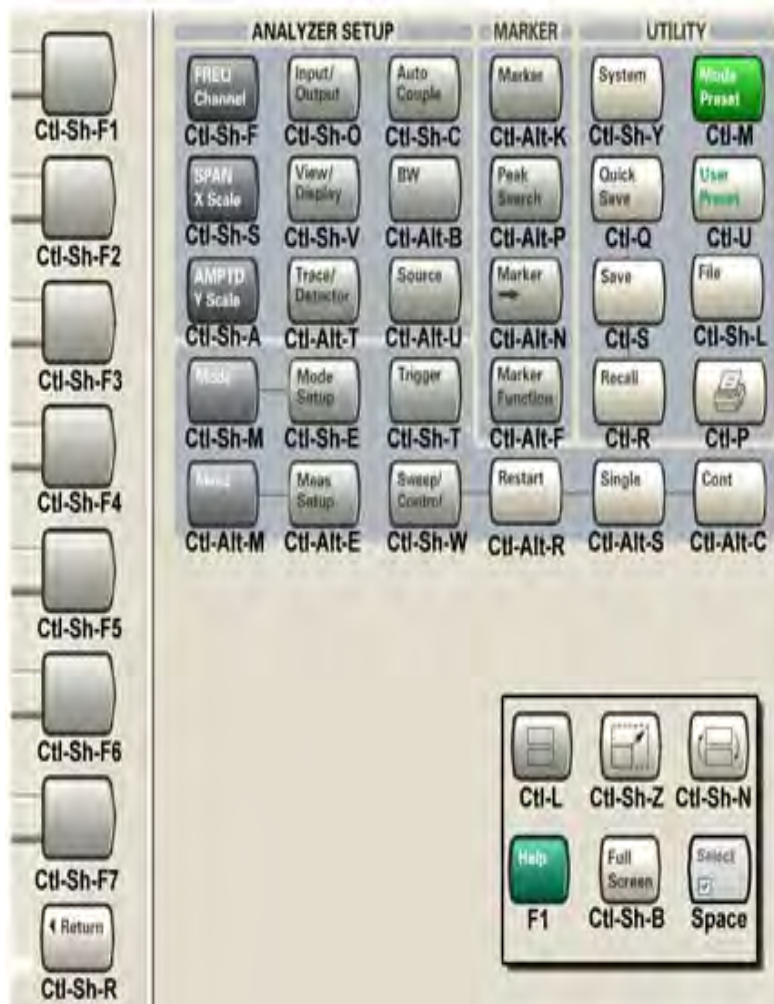 ANALYZER SETUP
MARKER
UTILITY
FREQ
Channel
Ctl-Sh-F
Input/
Output
Ctl-Sh-O
Auto
Couple
Ctl-Sh-C
Marker
Ctl-Alt-K
System
Ctl-Sh-Y
Mode
Preset
Ctl-M
SPAN
X Scale
Ctl-Sh-S
View/
Display
Ctl-Sh-V
BW
Ctl-Alt-B
Peak
Search
Ctl-Alt-P
Quick
Save
Ctl-Q
User
Preset
Ctl-U
AMPTD
Y Scale
Ctl-Sh-A
Trace/
Detector
Ctl-Alt-T
Source
Ctl-Alt-U
Marker
Ctl-Alt-N
Save
Ctl-S
File
Ctl-Sh-L
Mode
Ctl-Sh-M
Mode
Setup
Ctl-Sh-E
Trigger
Ctl-Sh-T
Marker
Function
Ctl-Alt-F
Recall
Ctl-R
Ctl-P
Meas
Ctl-Alt-M
Meas
Setup
Ctl-Alt-E
Sweep/
Control
Ctl-Sh-W
Restart
Ctl-Alt-R
Single
Ctl-Alt-S
Cont
Ctl-Alt-C
Ctl-Sh-F1
Ctl-Sh-F2
Ctl-Sh-F3
Ctl-Sh-F4
Ctl-Sh-F5
Ctl-Sh-F6
Ctl-Sh-F7
Return
Ctl-Sh-R
Ctl-L
Ctl-Sh-Z
Ctl-Sh-N
Help
F1
Full
Screen
Ctl-Sh-B
Select
Space